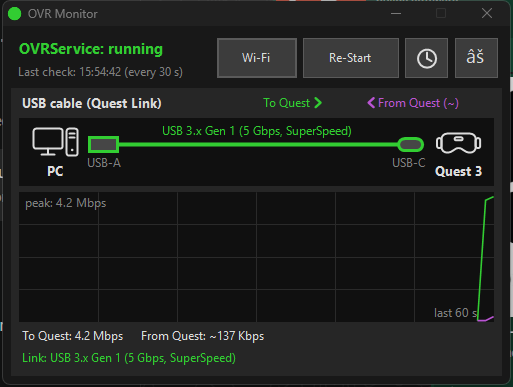 OVR Monitor
OVRService: running
Last check: 15:54:42 (every 30 s)
Wi-Fi
Re-Start
âš
USB cable (Quest Link)
To Quest
From Quest (~)
USB 3.x Gen 1 (5 Gbps, SuperSpeed)
PC
USB-A
USB-C
Quest 3
peak: 4.2 Mbps
last 60 s
To Quest: 4.2 Mbps From Quest: ~137 Kbps
Link: USB 3.x Gen 1 (5 Gbps, SuperSpeed)